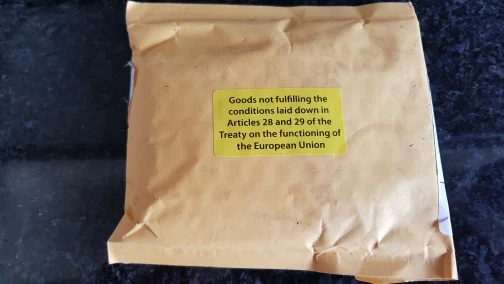 Goods not fulfilling the
conditions laid down in
Articles 28 and 29 of the
Treaty on the functioning of
the European Union